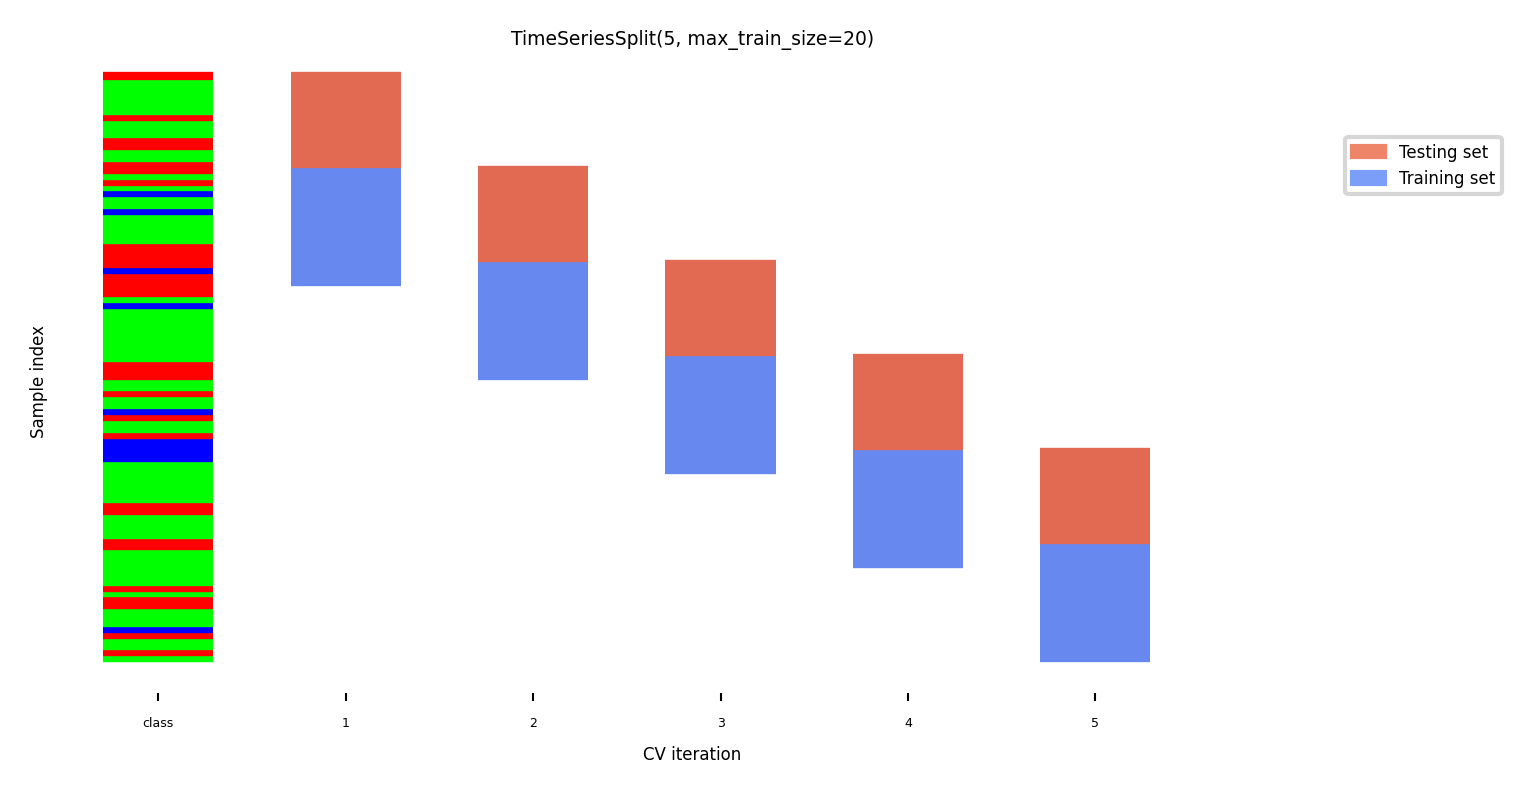 TimeSeriesSplit(5, max_train_size=20)
Testing set
Training set
Sample index
class
1
2
3
4
5
CV iteration